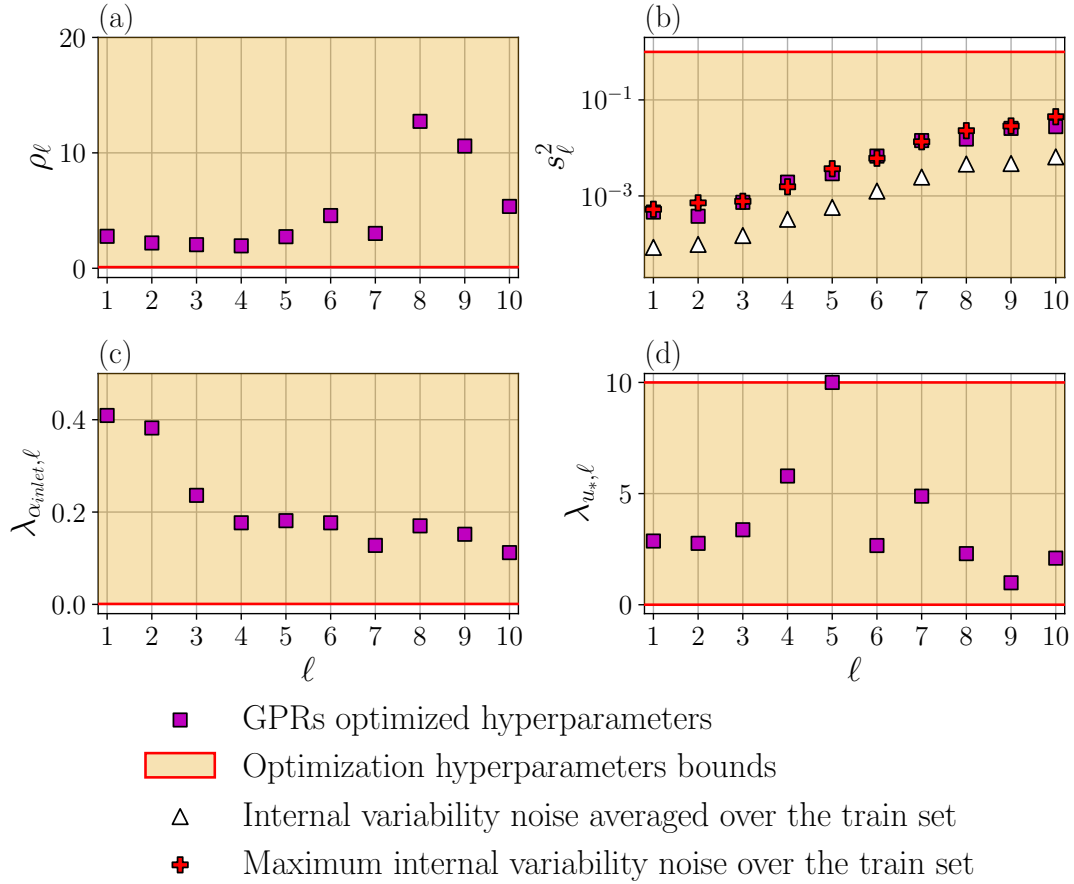 (a)
20
10
0
ρℓ
1 2 3 4 5 6 7 8 9 10
(b)
10⁻¹
10⁻³
s²ℓ
1 2 3 4 5 6 7 8 9 10
(c)
0.4
0.2
0.0
λαinlet,ℓ
1 2 3 4 5 6 7 8 9 10
ℓ
(d)
10
5
0
λu*,ℓ
1 2 3 4 5 6 7 8 9 10
ℓ
GPRs optimized hyperparameters
Optimization hyperparameters bounds
Internal variability noise averaged over the train set
Maximum internal variability noise over the train set